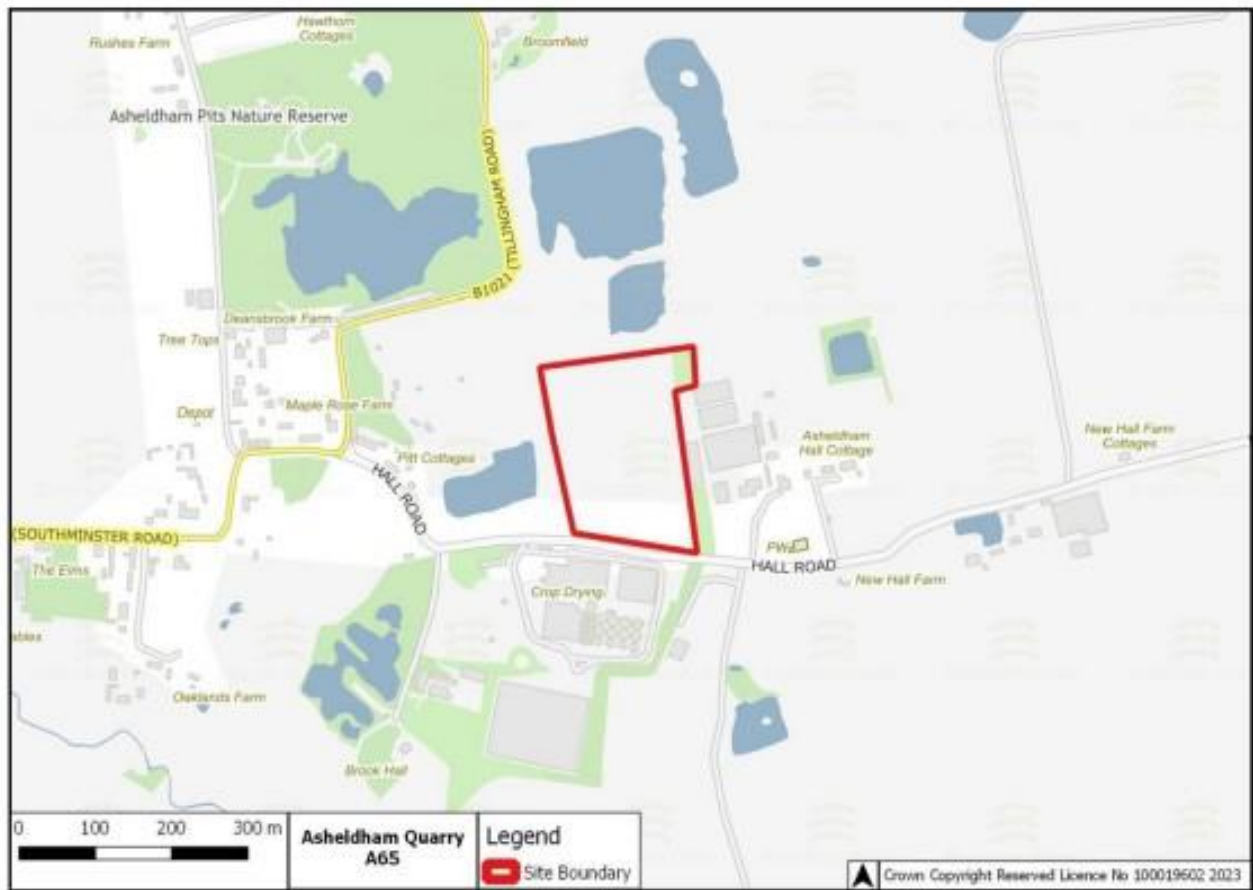 Rushes Farm
Hawthorn
Cottages
Broomfield
Asheldham Pits Nature Reserve
B1021 (TILLINGHAM ROAD)
Deansbrook Farm
Tree Tops
Depot
Maple Rose Farm
Pitt Cottages
HALL ROAD
Asheldham
Hall Cottage
New Hall Farm
Cottages
(SOUTHMINSTER ROAD)
The Elms
PW
HALL ROAD
New Hall Farm
Crop Drying
ables
Oaklands Farm
Brook Hall
0 100 200 300 m
Asheldham Quarry
A65
Legend
Site Boundary
Crown Copyright Reserved Licence No 100019602 2023